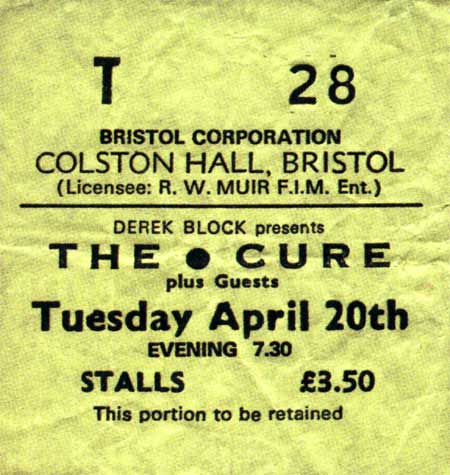 T 28
BRISTOL CORPORATION
COLSTON HALL, BRISTOL
(Licensee: R. W. MUIR F.I.M. Ent.)
DEREK BLOCK presents
THE ● CURE
plus Guests
Tuesday April 20th
EVENING 7.30
STALLS £3.50
This portion to be retained